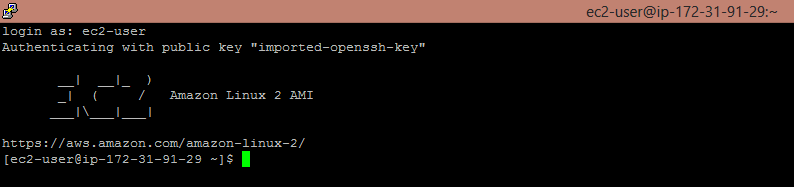 ec2-user@ip-172-31-91-29:~
login as: ec2-user
Authenticating with public key "imported-openssh-key"
       __|  __|_  )
       _|  (     /   Amazon Linux 2 AMI
      ___|\___|___|
https://aws.amazon.com/amazon-linux-2/
[ec2-user@ip-172-31-91-29 ~]$